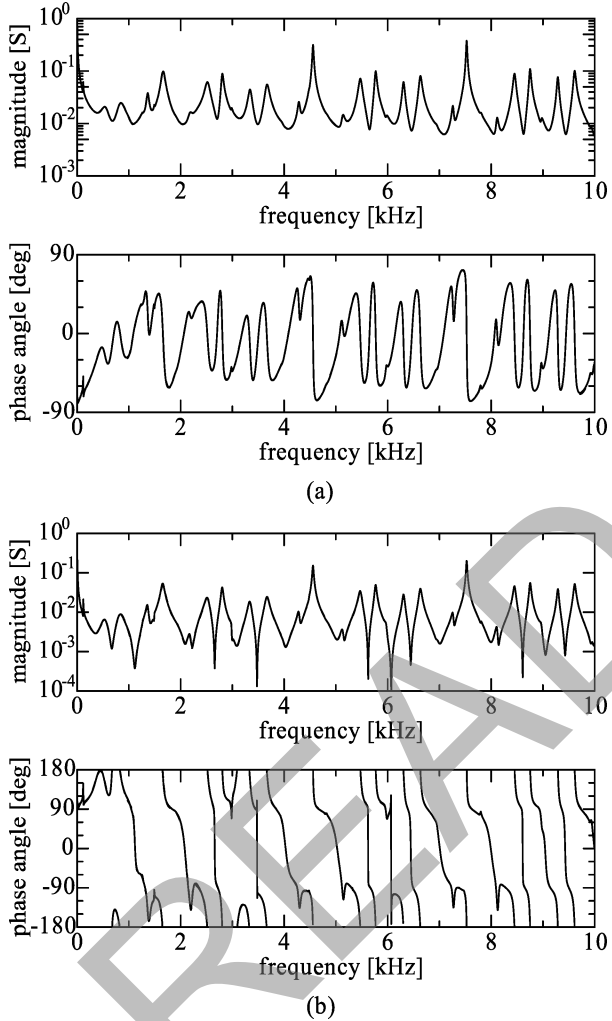 10^0
10^-1
10^-2
10^-3
magnitude [S]
0 2 4 6 8 10
frequency [kHz]
90
0
-90
phase angle [deg]
0 2 4 6 8 10
frequency [kHz]
(a)
10^0
10^-1
10^-2
10^-3
10^-4
magnitude [S]
0 2 4 6 8 10
frequency [kHz]
180
90
0
-90
-180
phase angle [deg]
0 2 4 6 8 10
frequency [kHz]
(b)
READ